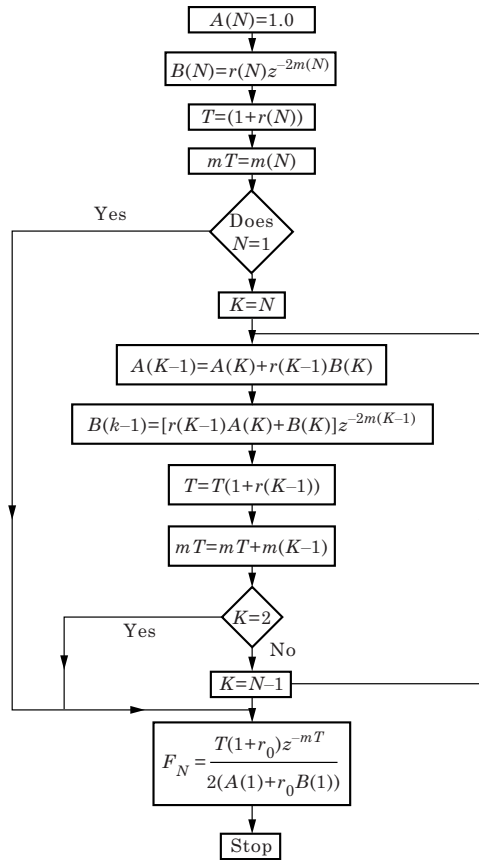 A(N)=1.0
B(N)=r(N)z^{-2m(N)}
T=(1+r(N))
mT=m(N)
Yes
Does
N=1
K=N
A(K–1)=A(K)+r(K–1)B(K)
B(k–1)=[r(K–1)A(K)+B(K)]z^{-2m(K–1)}
T=T(1+r(K–1))
mT=mT+m(K–1)
K=2
Yes
No
K=N–1
F_N = \frac{T(1+r_0)z^{-mT}}{2(A(1)+r_0B(1))}
Stop